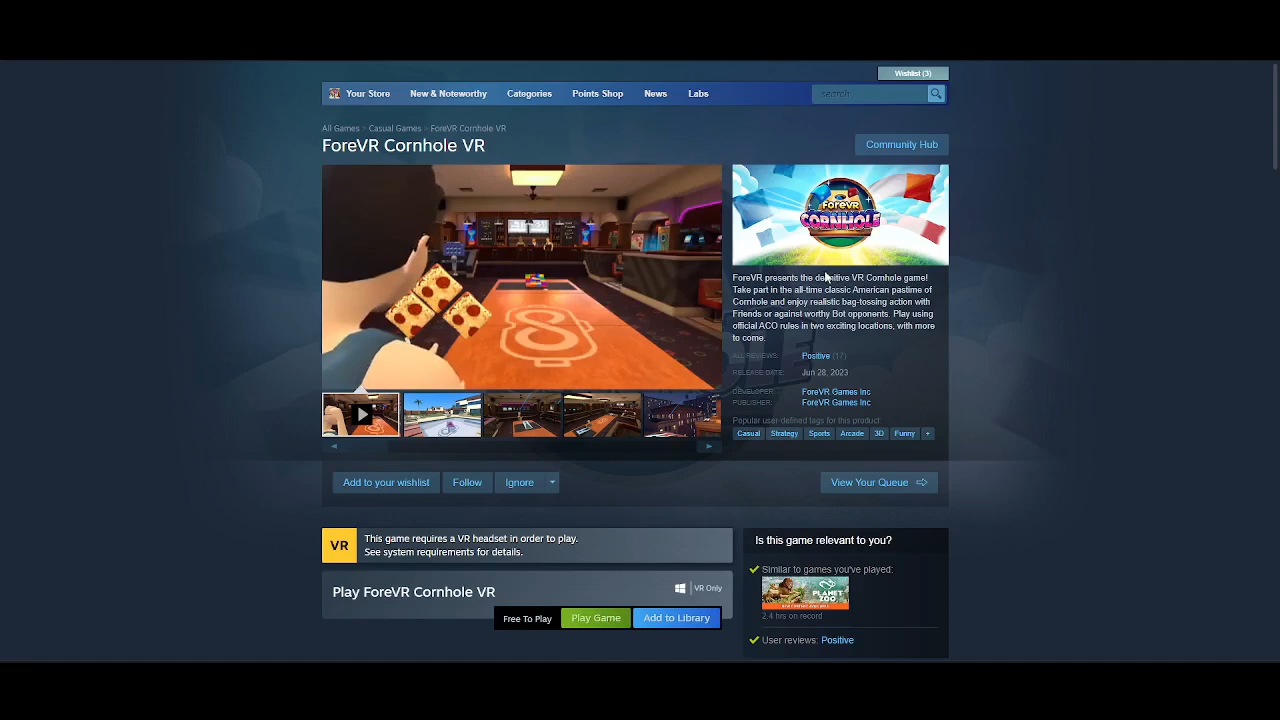 Wishlist (3)
Your Store New & Noteworthy Categories Points Shop News Labs search
All Games > Casual Games > ForeVR Cornhole VR
ForeVR Cornhole VR
Community Hub
ForeVR
CORNHOLE
ForeVR presents the definitive VR Cornhole game!
Take part in the all-time classic American pastime of
Cornhole and enjoy realistic bag-tossing action with
Friends or against worthy Bot opponents. Play using
official ACO rules in two exciting locations, with more
to come.
ALL REVIEWS: Positive (17)
RELEASE DATE: Jun 28, 2023
DEVELOPER: ForeVR Games Inc
PUBLISHER: ForeVR Games Inc
Popular user-defined tags for this product:
Casual Strategy Sports Arcade 3D Funny +
Add to your wishlist Follow Ignore View Your Queue
VR
This game requires a VR headset in order to play.
See system requirements for details.
Play ForeVR Cornhole VR
VR Only
Free To Play Play Game Add to Library
Is this game relevant to you?
Similar to games you've played:
PLANET
ZOO
2.4 hrs on record
User reviews: Positive